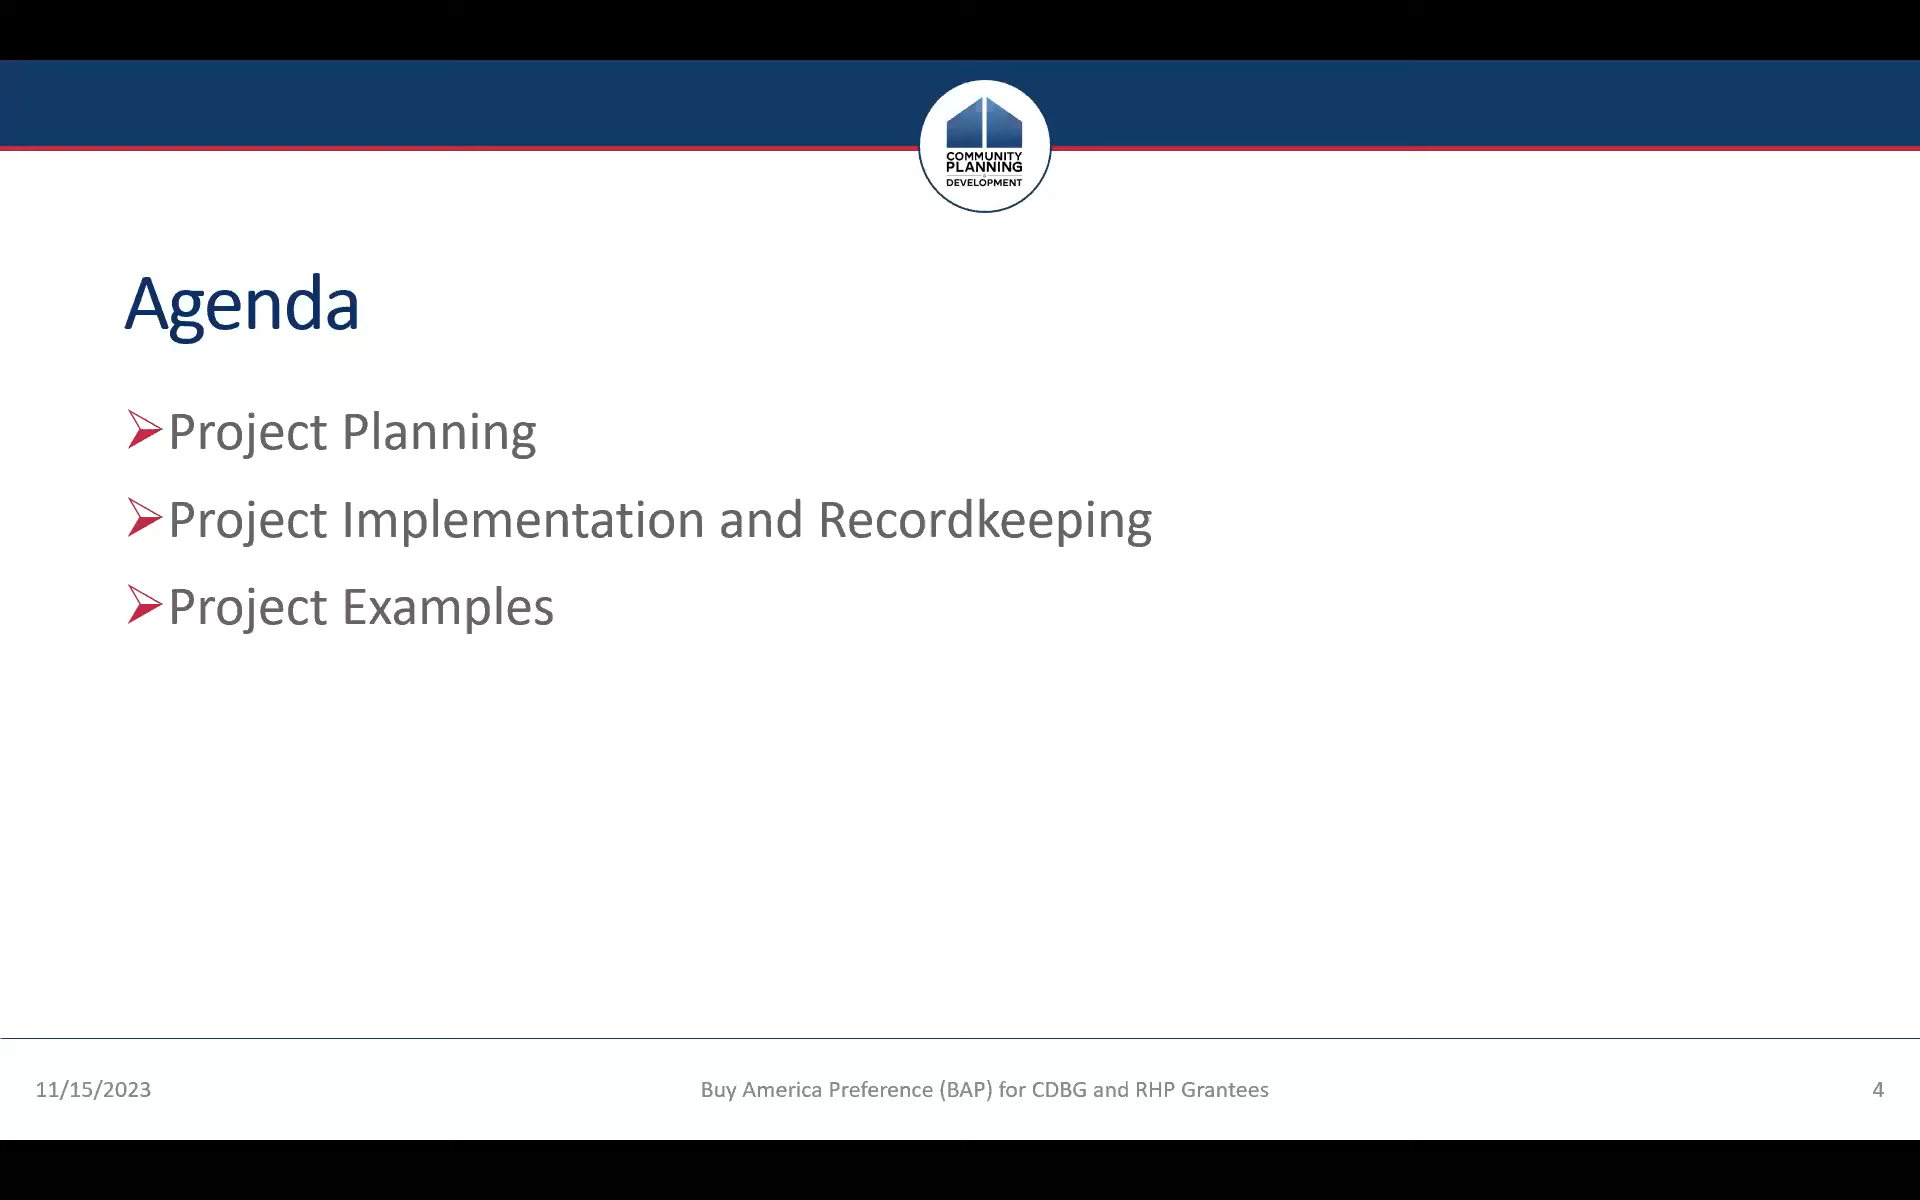 COMMUNITY
PLANNING
DEVELOPMENT
Agenda
Project Planning
Project Implementation and Recordkeeping
Project Examples
11/15/2023
Buy America Preference (BAP) for CDBG and RHP Grantees
4